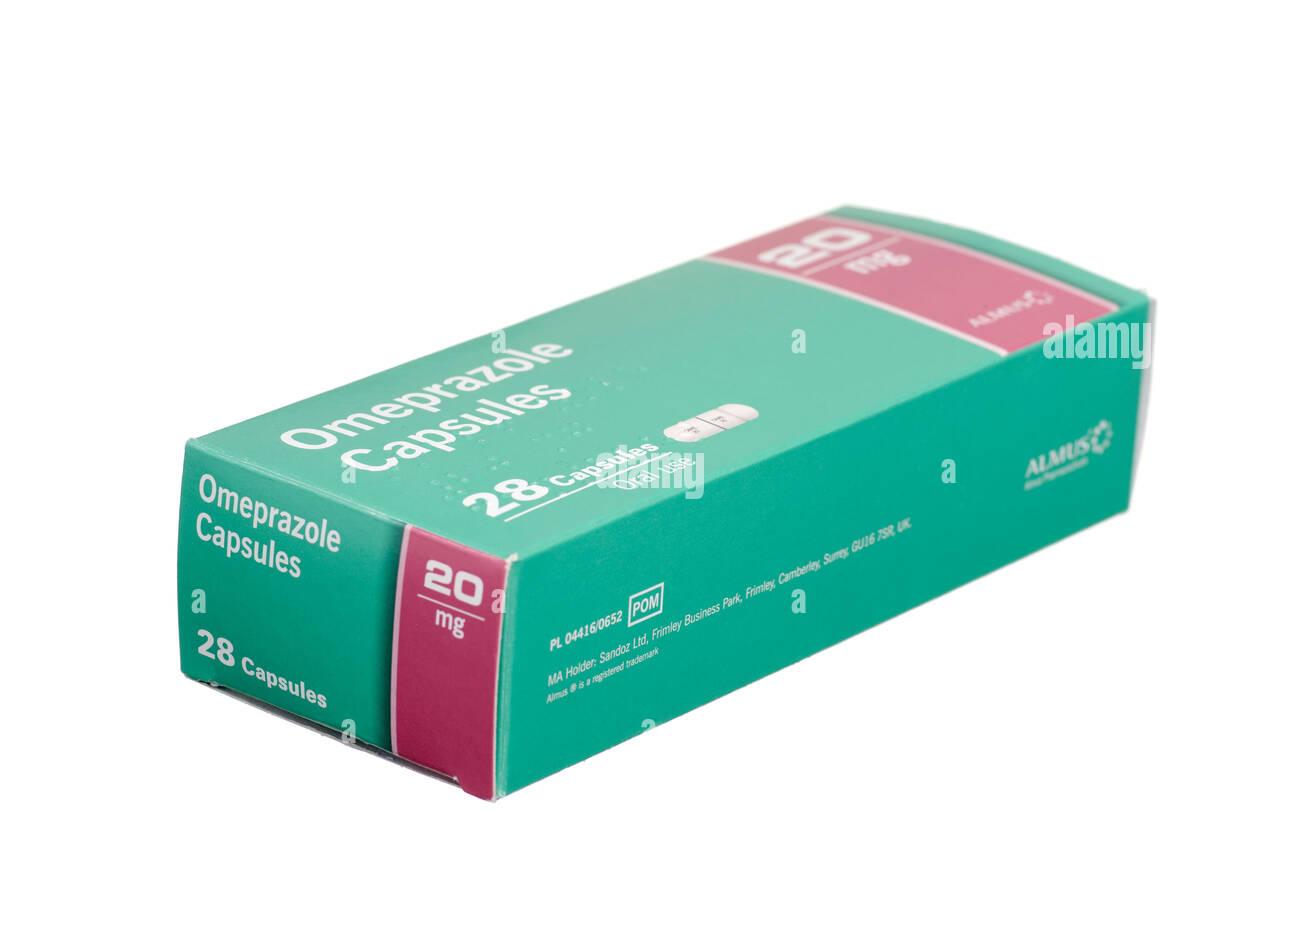 20
mg
ALMUS
Omeprazole
Capsules
28 Capsules
Oral use
Omeprazole
Capsules
28 Capsules
20
mg
PL 04416/0652 POM
MA Holder: Sandoz Ltd, Frimley Business Park, Frimley, Camberley, Surrey, GU16 7SR, UK.
Almus ® is a registered trademark
ALMUS
alamy
alamy
a
a
a
a
a
a
a
a